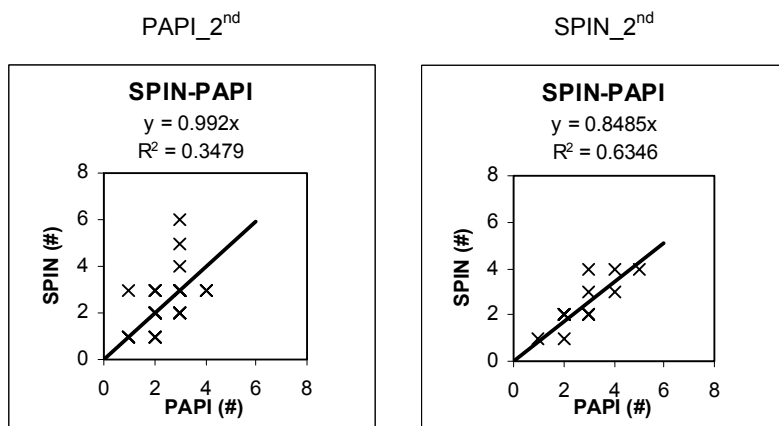 PAPI_2nd
SPIN-PAPI
y = 0.992x
R2 = 0.3479
8
6
4
2
0
0 2 4 6 8
SPIN (#)
PAPI (#)
SPIN_2nd
SPIN-PAPI
y = 0.8485x
R2 = 0.6346
8
6
4
2
0
0 2 4 6 8
SPIN (#)
PAPI (#)